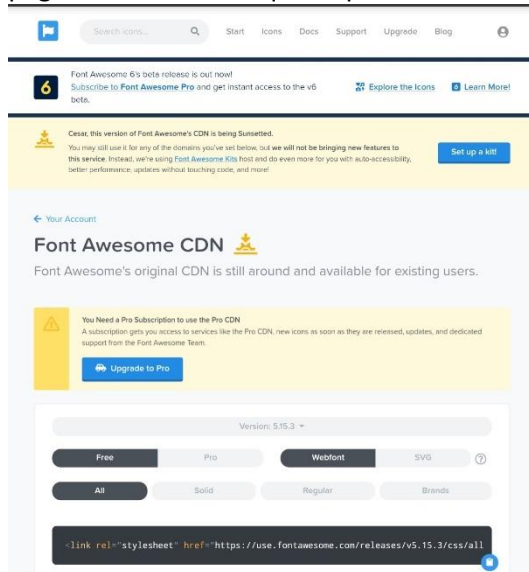 Search icons...
Start Icons Docs Support Upgrade Blog
6
Font Awesome 6's beta release is out now!
Subscribe to Font Awesome Pro and get instant access to the v6
beta.
Explore the Icons
6 Learn More!
Cesar, this version of Font Awesome's CDN is being Sunsetted.
You may still use it for any of the domains you've set below, but we will not be bringing new features to
this service. Instead, we're using Font Awesome Kits host and do even more for you with auto-accessibility,
better performance, updates without touching code, and more!
Set up a kit!
← Your Account
Font Awesome CDN
Font Awesome's original CDN is still around and available for existing users.
You Need a Pro Subscription to use the Pro CDN
A subscription gets you access to services like the Pro CDN, new icons as soon as they are released, updates, and dedicated
support from the Font Awesome Team.
Upgrade to Pro
Version: 5.15.3
Free Pro Webfont SVG ?
All Solid Regular Brands
<link rel="stylesheet" href="https://use.fontawesome.com/releases/v5.15.3/css/all